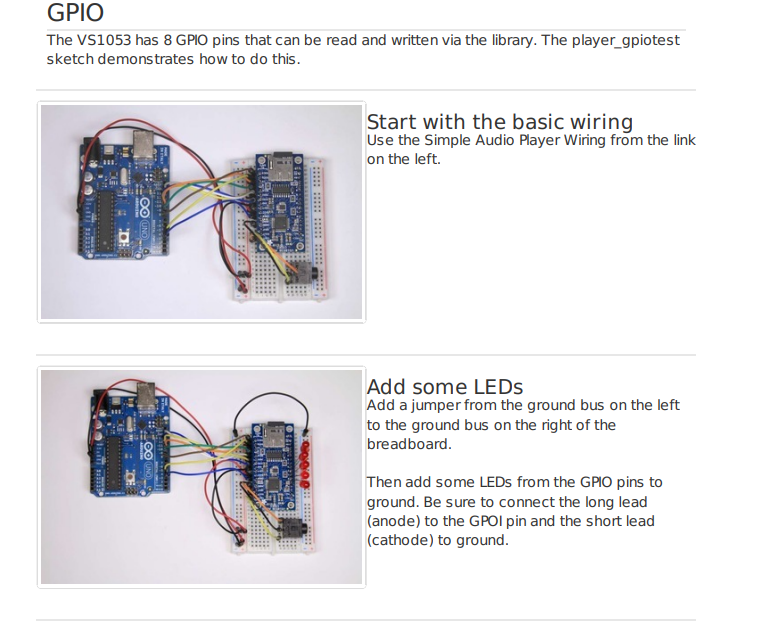 GPIO
The VS1053 has 8 GPIO pins that can be read and written via the library. The player_gpiotest
sketch demonstrates how to do this.
Start with the basic wiring
Use the Simple Audio Player Wiring from the link
on the left.
Add some LEDs
Add a jumper from the ground bus on the left
to the ground bus on the right of the
breadboard.
Then add some LEDs from the GPIO pins to
ground. Be sure to connect the long lead
(anode) to the GPOI pin and the short lead
(cathode) to ground.